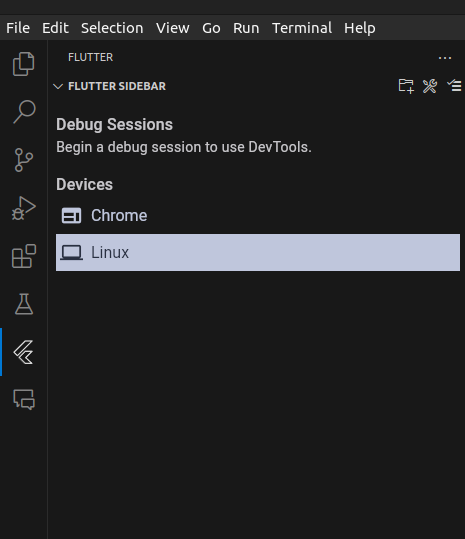 File Edit Selection View Go Run Terminal Help
FLUTTER
FLUTTER SIDEBAR
Debug Sessions
Begin a debug session to use DevTools.
Devices
Chrome
Linux